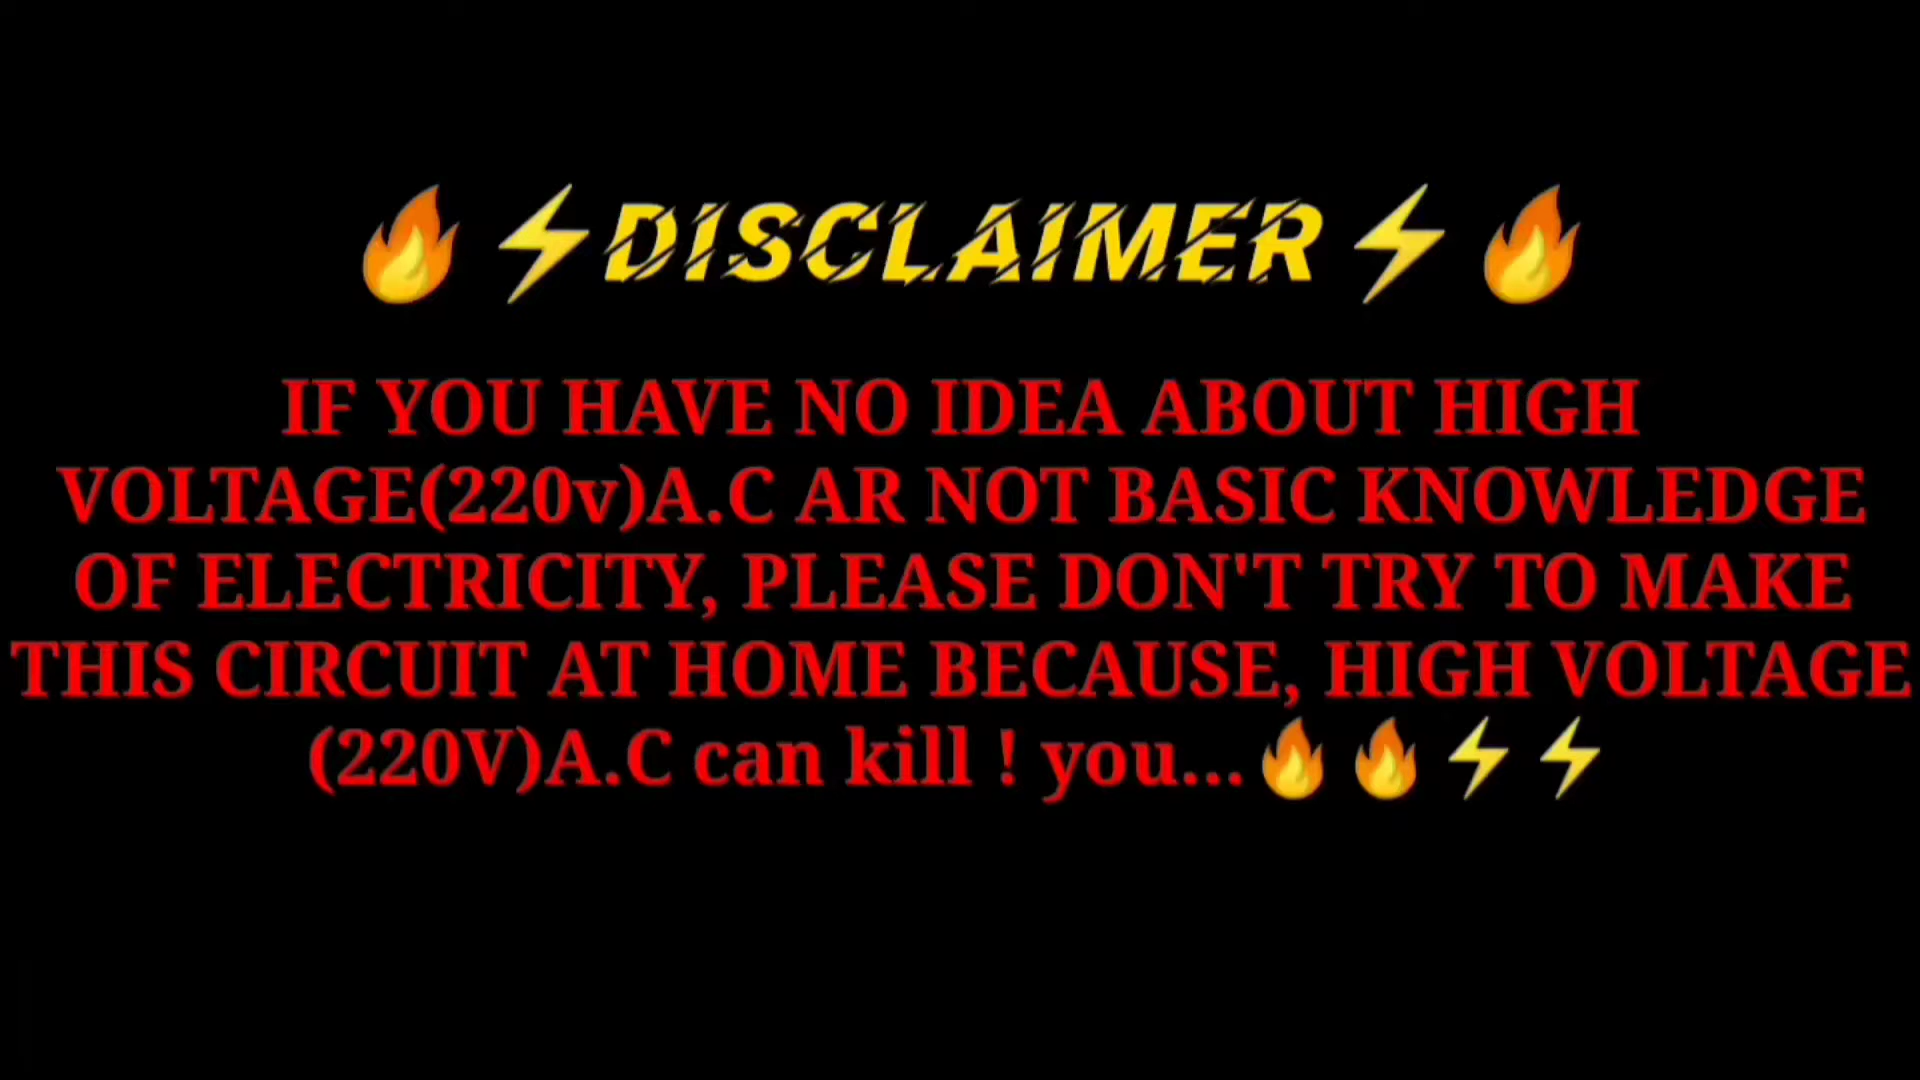 🔥⚡DISCLAIMER⚡🔥
IF YOU HAVE NO IDEA ABOUT HIGH
VOLTAGE(220v)A.C AR NOT BASIC KNOWLEDGE
OF ELECTRICITY, PLEASE DON'T TRY TO MAKE
THIS CIRCUIT AT HOME BECAUSE, HIGH VOLTAGE
(220V)A.C can kill ! you...🔥🔥⚡⚡